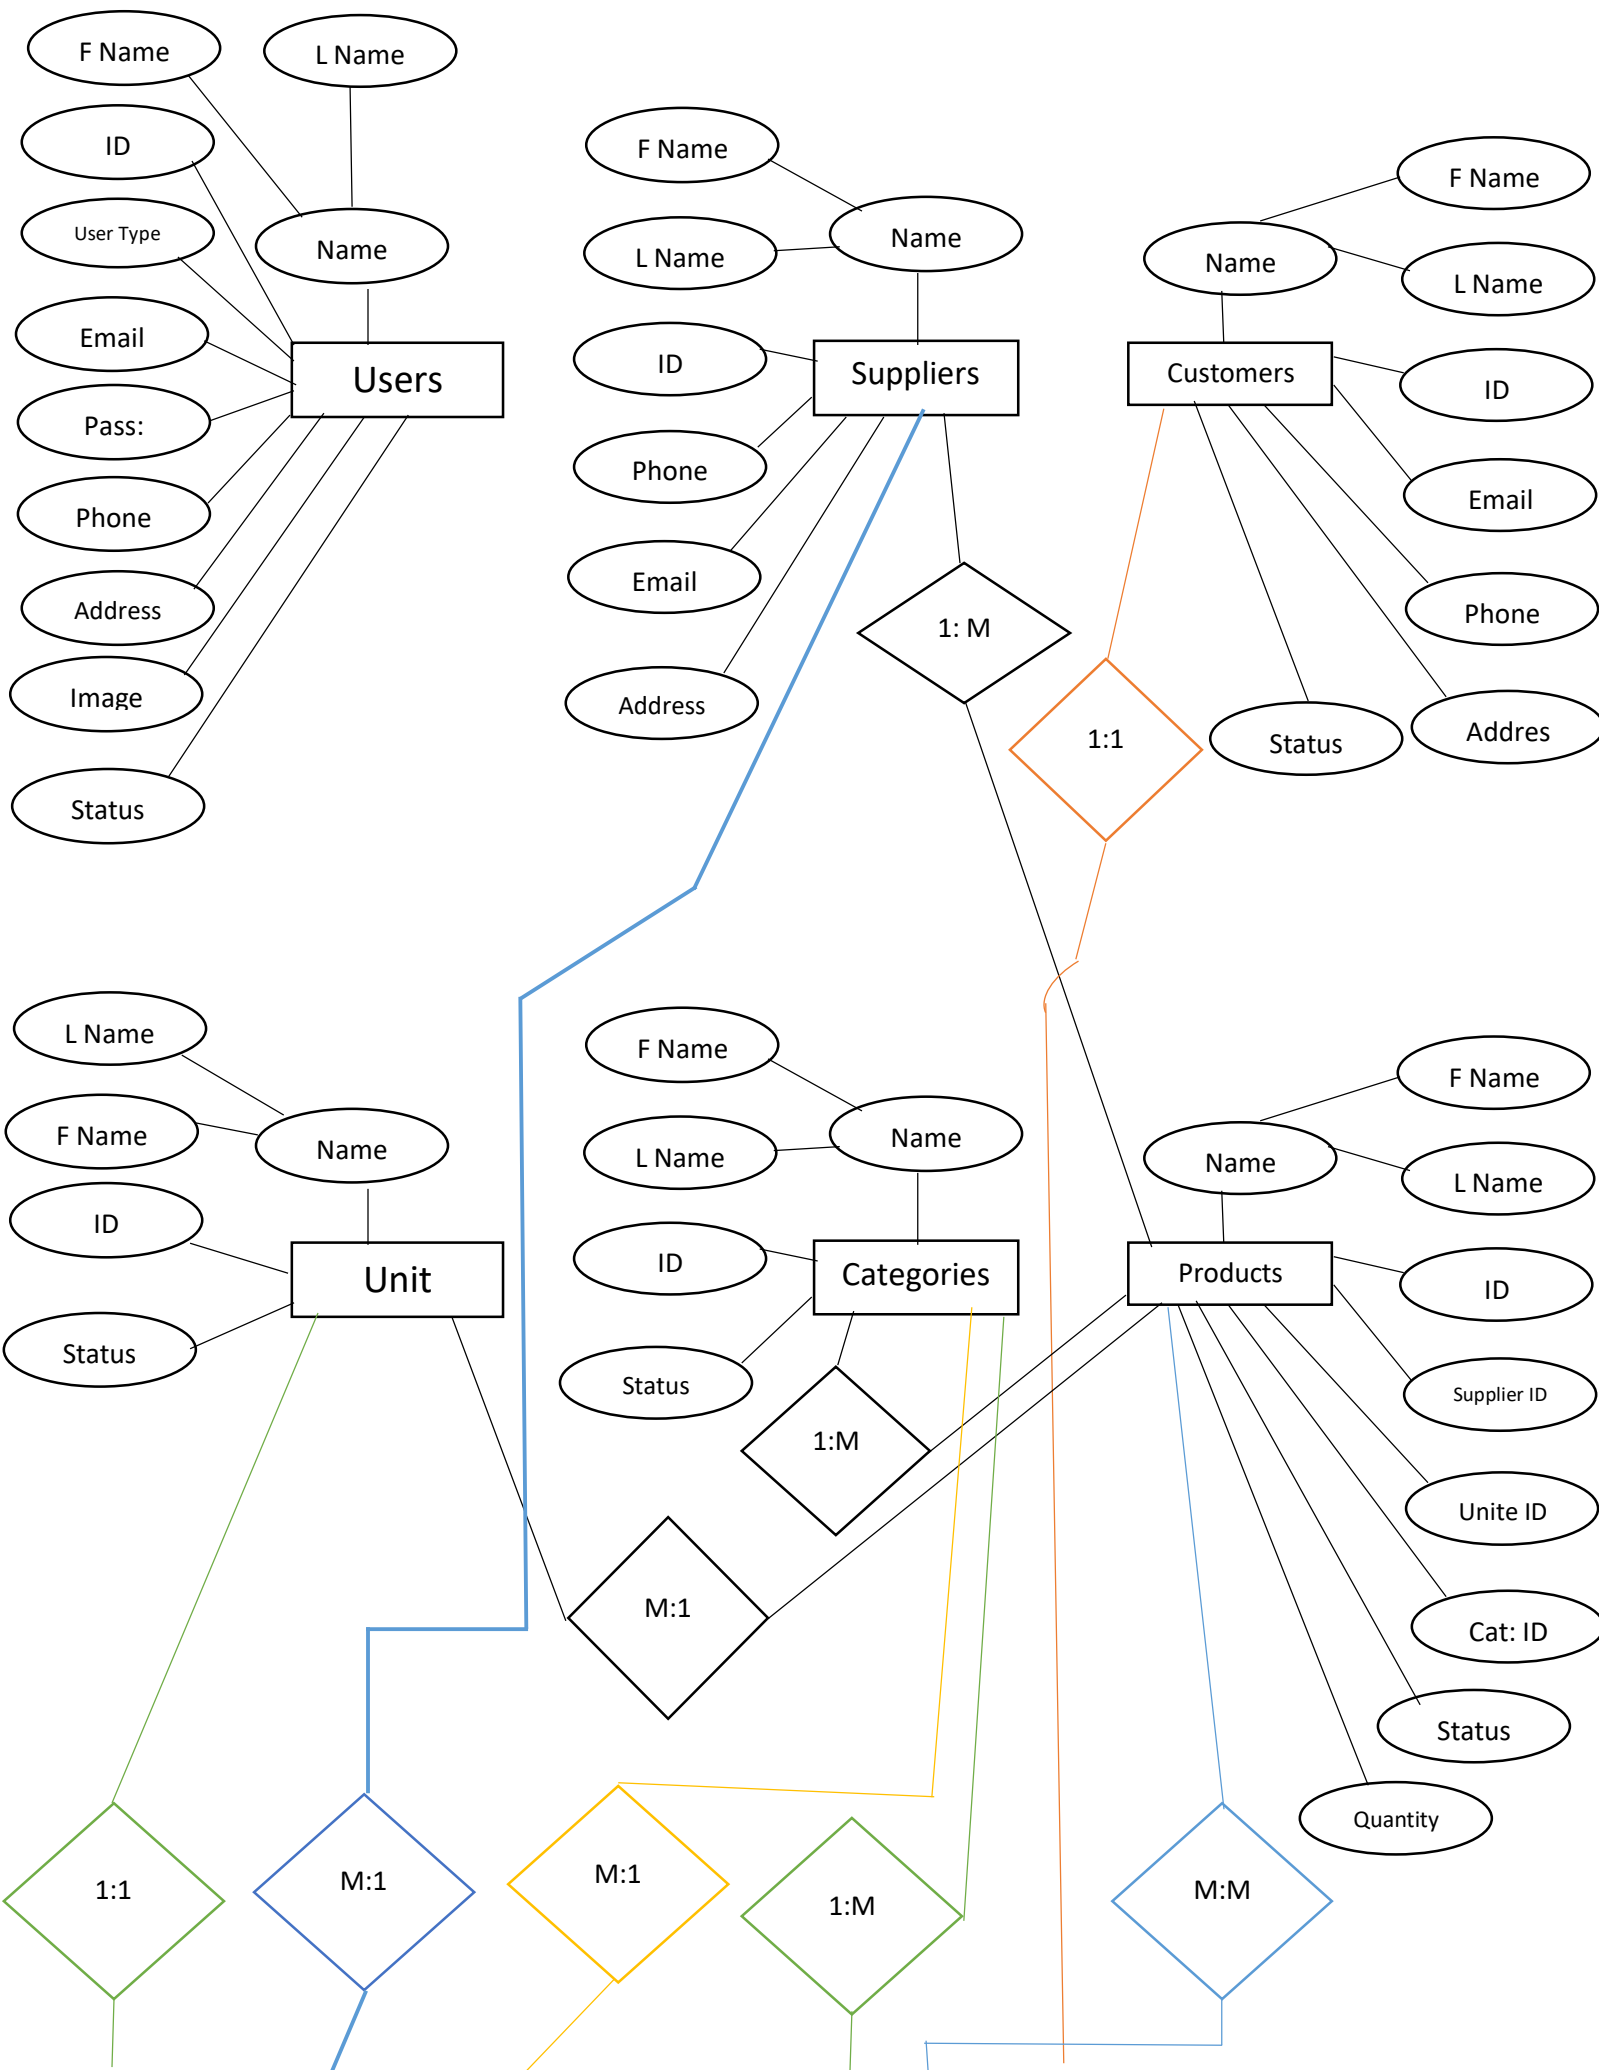 F Name
L Name
ID
User Type
Name
Email
Users
Pass:
Phone
Address
Image
Status
F Name
Name
L Name
ID
Suppliers
Phone
Email
Address
1: M
F Name
Name
L Name
Customers
ID
Email
Phone
Addres
Status
1:1
L Name
F Name
Name
ID
Unit
Status
F Name
Name
L Name
ID
Categories
Status
1:M
M:1
F Name
Name
L Name
Products
ID
Supplier ID
Unite ID
Cat: ID
Status
Quantity
1:1
M:1
M:1
1:M
M:M